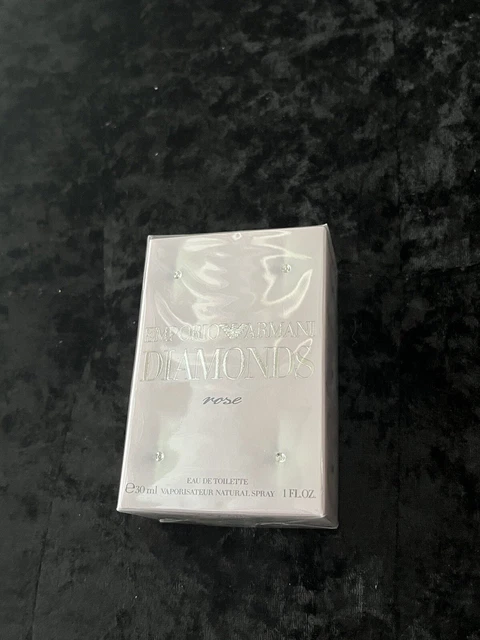 EMPORIO ARMANI
DIAMONDS
rose
EAU DE TOILETTE
℮30 ml VAPORISATEUR NATURAL SPRAY 1 FL.OZ.